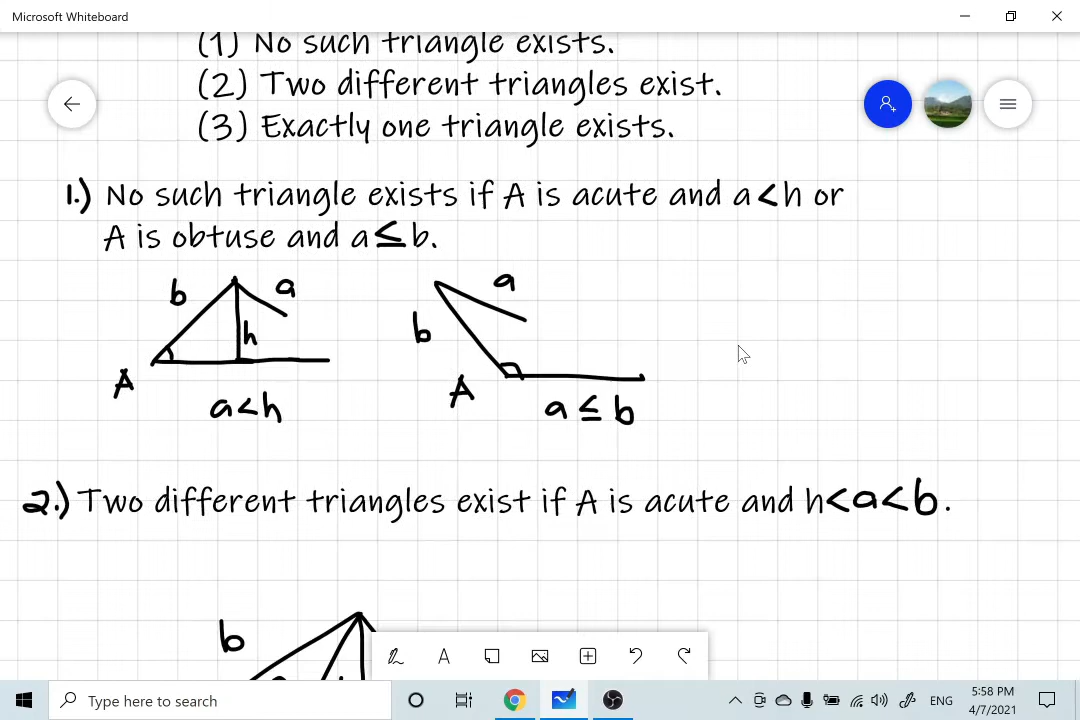 Microsoft Whiteboard
(1) No such triangle exists.
(2) Two different triangles exist.
(3) Exactly one triangle exists.
1.) No such triangle exists if A is acute and a<h or
A is obtuse and a≤b.
b a h A
a<h
a b A
a ≤ b
2.) Two different triangles exist if A is acute and h<a<b.
b
A
Type here to search
ENG
5:58 PM
4/7/2021